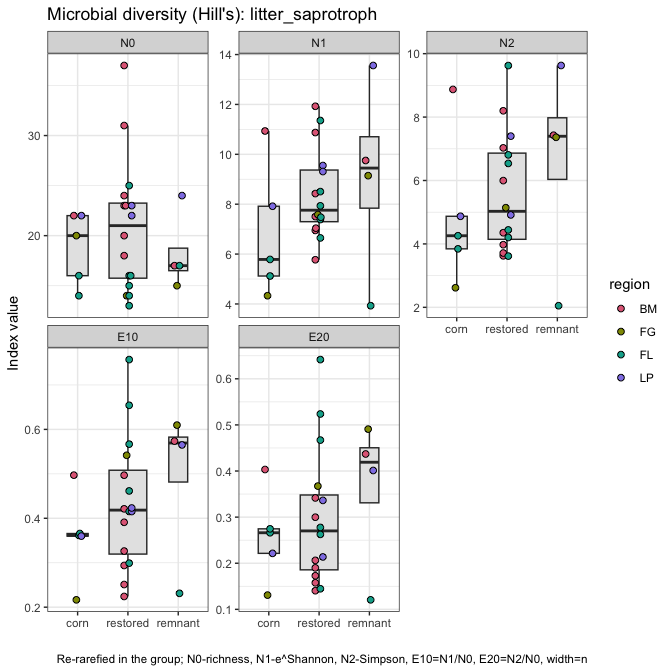 Microbial diversity (Hill's): litter_saprotroph
N0
N1
N2
30
20
14
12
10
8
6
4
10
8
6
4
2
corn restored remnant
Index value
region
BM
FG
FL
LP
E10
E20
0.6
0.4
0.2
0.6
0.5
0.4
0.3
0.2
0.1
corn restored remnant
corn restored remnant
Re-rarefied in the group; N0-richness, N1-e^Shannon, N2-Simpson, E10=N1/N0, E20=N2/N0, width=n